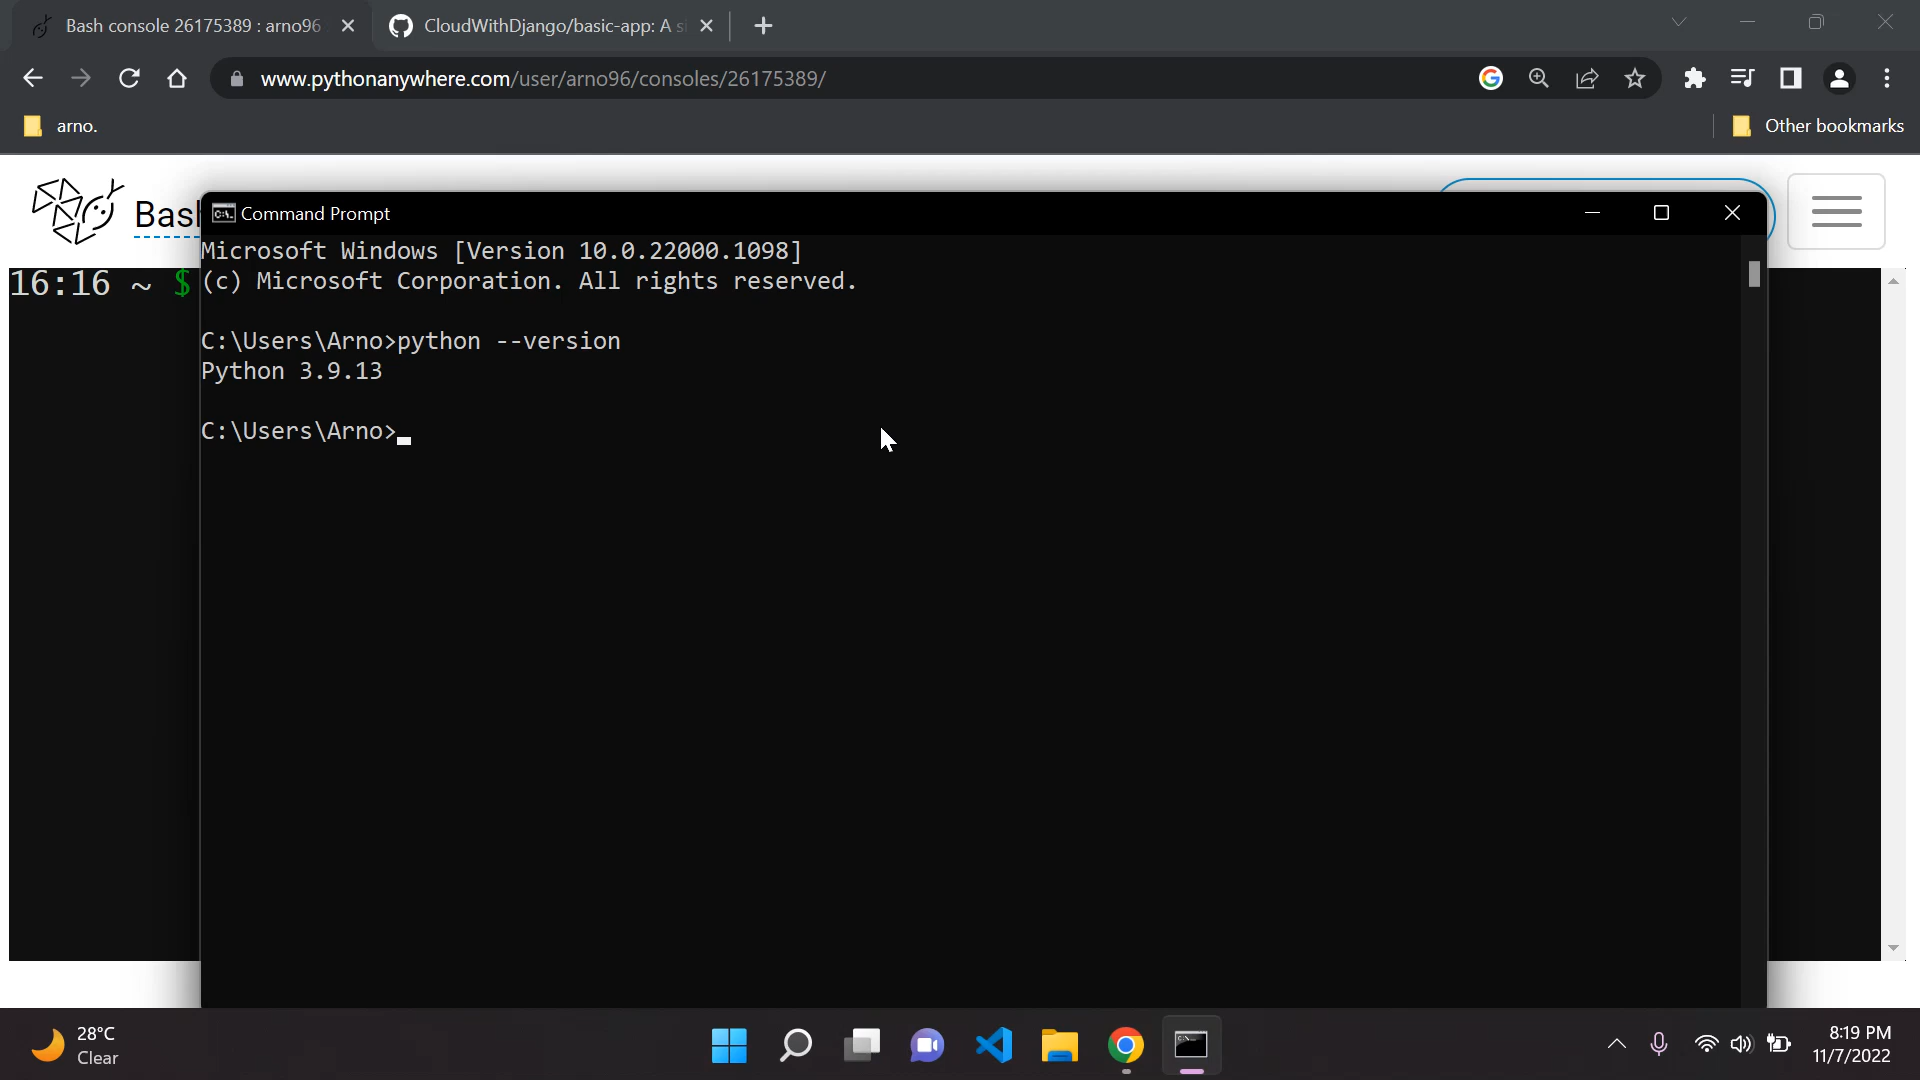 Bash console 26175389 : arno96
CloudWithDjango/basic-app: A si
www.pythonanywhere.com/user/arno96/consoles/26175389/
arno.
Other bookmarks
Bash
Command Prompt
Microsoft Windows [Version 10.0.22000.1098]
(c) Microsoft Corporation. All rights reserved.
16:16 ~ $
C:\Users\Arno>python --version
Python 3.9.13
C:\Users\Arno>
28°C
Clear
8:19 PM
11/7/2022